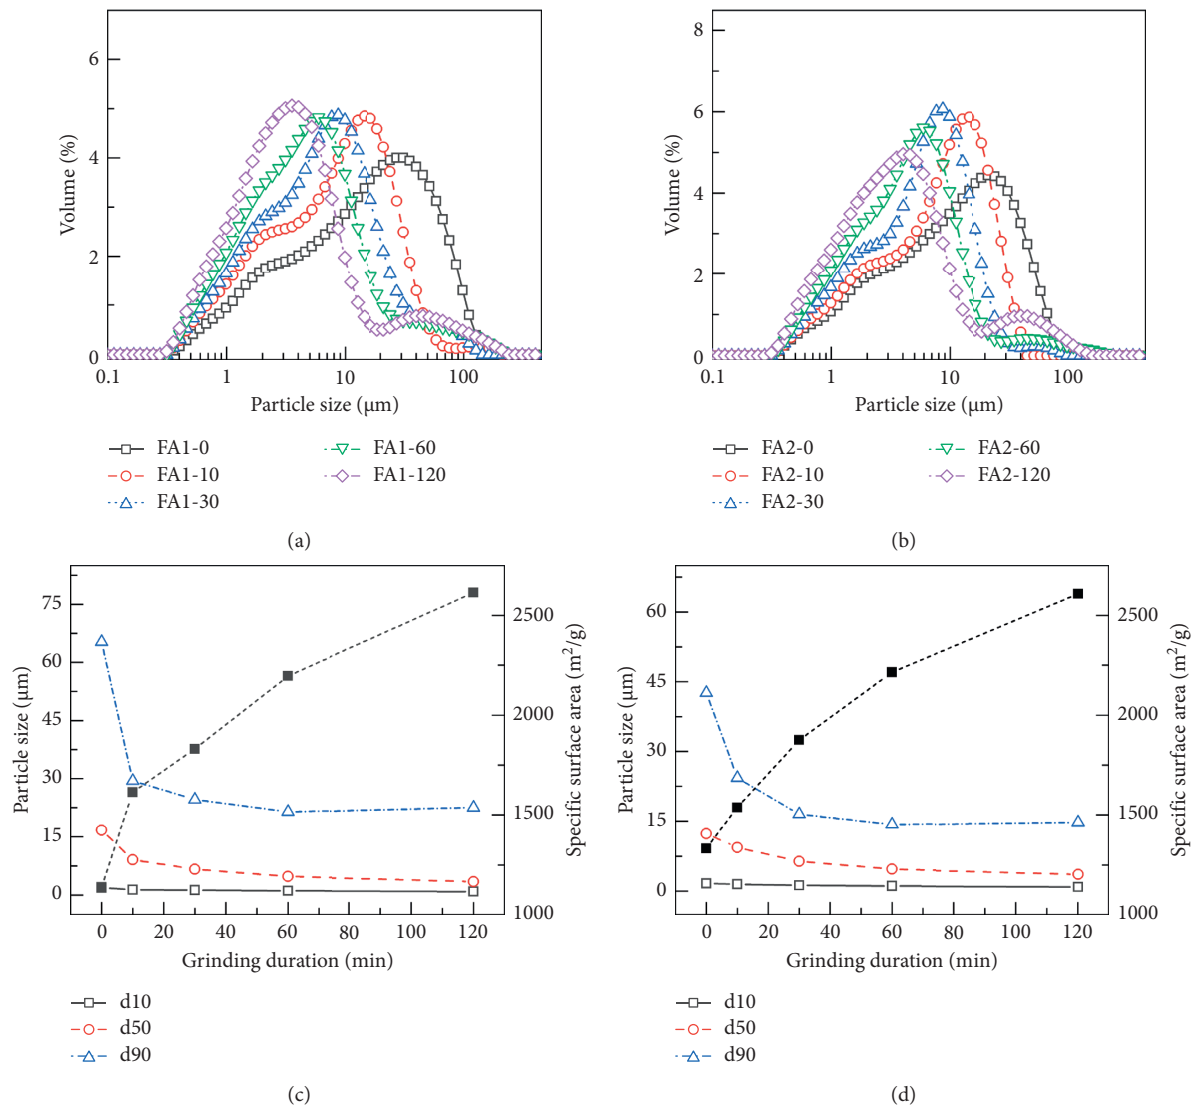 6
4
2
0
Volume (%)
0.1 1 10 100
Particle size (μm)
FA1-0
FA1-10
FA1-30
FA1-60
FA1-120
(a)
8
6
4
2
0
Volume (%)
0.1 1 10 100
Particle size (μm)
FA2-0
FA2-10
FA2-30
FA2-60
FA2-120
(b)
75
60
45
30
15
0
Particle size (μm)
2500
2000
1500
1000
Specific surface area (m²/g)
0 20 40 60 80 100 120
Grinding duration (min)
d10
d50
d90
(c)
60
45
30
15
0
Particle size (μm)
2500
2000
1500
1000
Specific surface area (m²/g)
0 20 40 60 80 100 120
Grinding duration (min)
d10
d50
d90
(d)